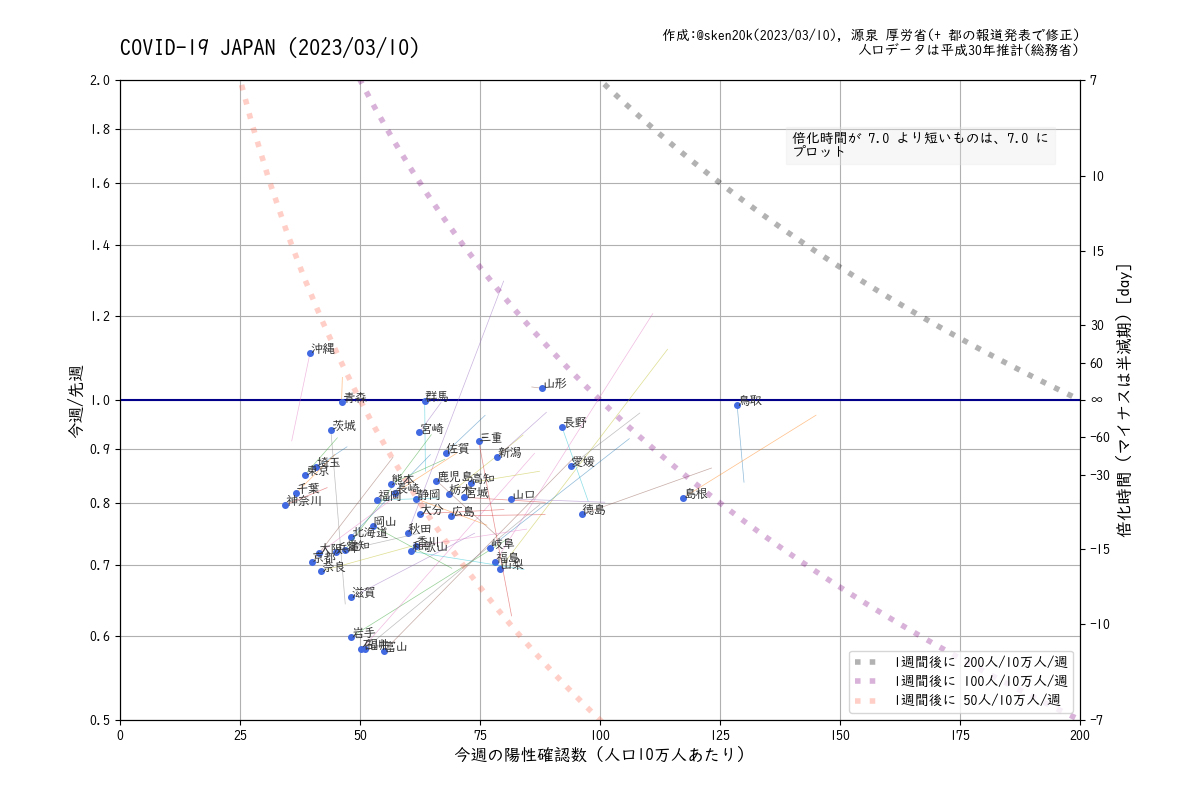 COVID-19 JAPAN (2023/03/10)
作成:@sken20k(2023/03/10), 源泉 厚労省(+ 都の報道発表で修正)
人口データは平成30年推計(総務省)
倍化時間が 7.0 より短いものは、7.0 に
プロット
今週/先週
2.0
1.8
1.6
1.4
1.2
1.0
0.9
0.8
0.7
0.6
0.5
7
10
15
30
60
∞
-60
-30
-15
-10
-7
倍化時間 (マイナスは半減期) [day]
沖縄
山形
青森
群馬
鳥取
茨城
宮崎
長野
三重
佐賀
新潟
埼玉
東京
愛媛
熊本
鹿児島
高知
千葉
長崎
栃木
神奈川
福岡
静岡
宮城
山口
島根
大分
広島
徳島
岡山
北海道
秋田
大阪
兵庫
愛知
香川
和歌山
岐阜
京都
奈良
福島
山梨
滋賀
岩手
石川
福井
富山
1週間後に 200人/10万人/週
1週間後に 100人/10万人/週
1週間後に 50人/10万人/週
0
25
50
75
100
125
150
175
200
今週の陽性確認数 (人口10万人あたり)